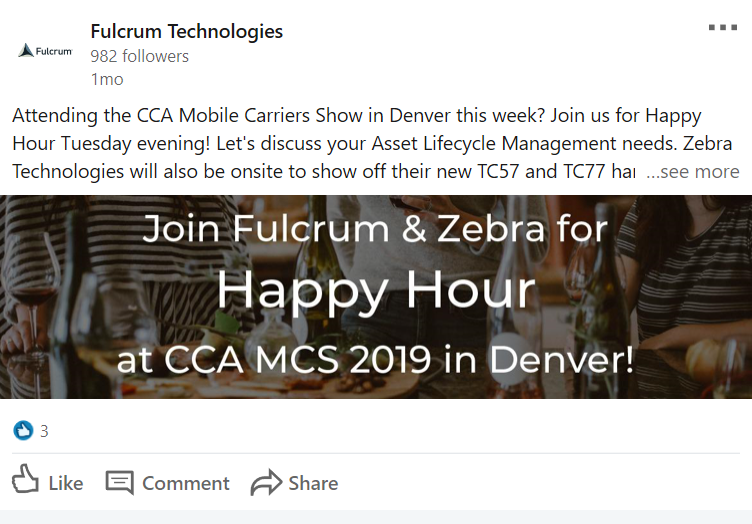 Fulcrum Technologies
Fulcrum
982 followers
1mo
Attending the CCA Mobile Carriers Show in Denver this week? Join us for Happy
Hour Tuesday evening! Let's discuss your Asset Lifecycle Management needs. Zebra
Technologies will also be onsite to show off their new TC57 and TC77 har ...see more
Join Fulcrum & Zebra for
Happy Hour
at CCA MCS 2019 in Denver!
3
Like Comment Share